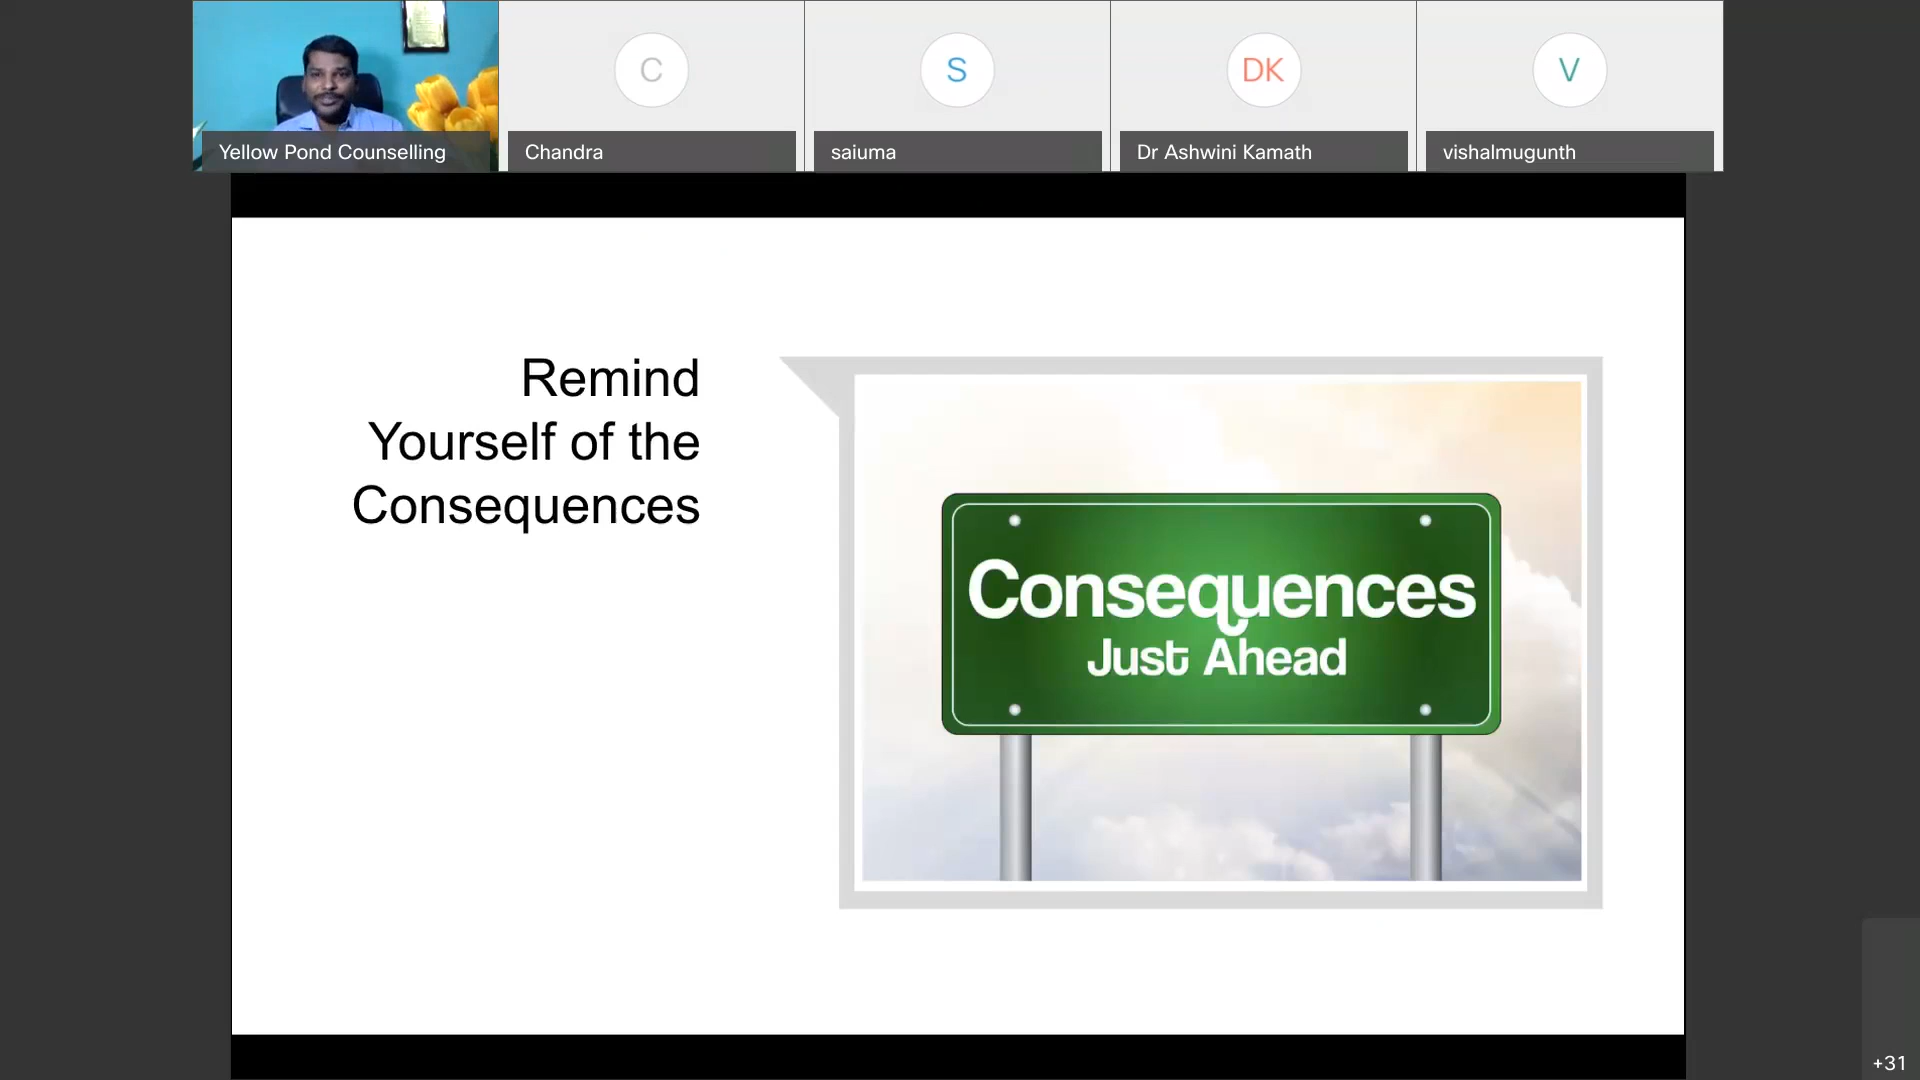 C
S
DK
V
Yellow Pond Counselling
Chandra
saiuma
Dr Ashwini Kamath
vishalmugunth
Remind
Yourself of the
Consequences
Consequences
Just Ahead
+31